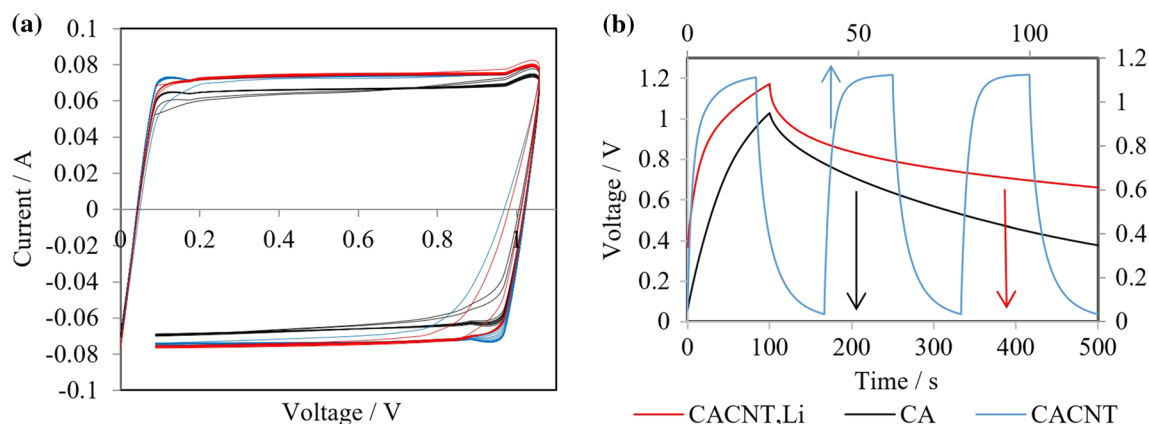 (a)
0.1
0.08
0.06
0.04
0.02
0
-0.02
-0.04
-0.06
-0.08
-0.1
0 0.2 0.4 0.6 0.8 1
Current / A
Voltage / V
(b)
0 50 100
1.2
1
0.8
0.6
0.4
0.2
0
Voltage / V
1.2
1
0.8
0.6
0.4
0.2
0
0 100 200 300 400 500
Time / s
CACNT,Li CA CACNT